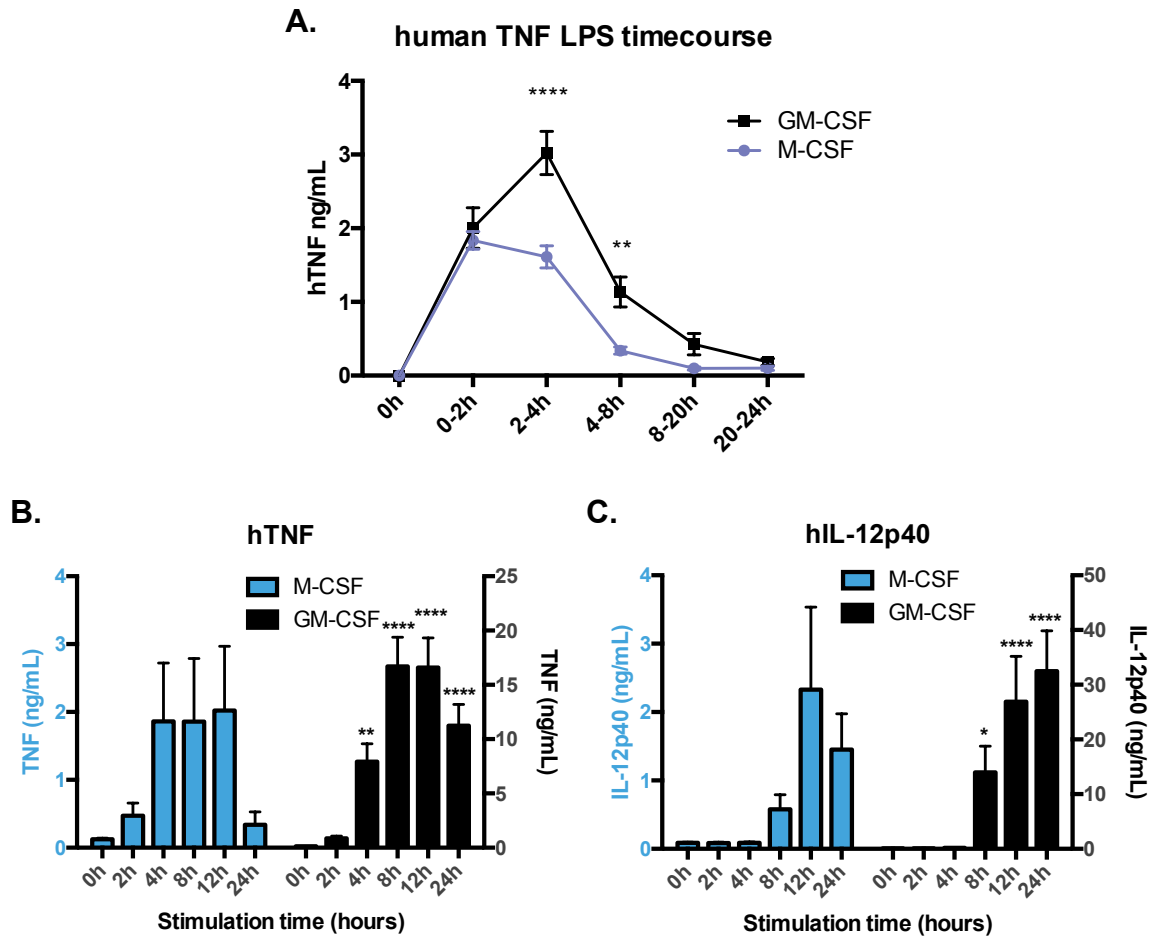 A.
human TNF LPS timecourse
hTNF ng/mL
4
3
2
1
0
****
**
GM-CSF
M-CSF
0h
0-2h
2-4h
4-8h
8-20h
20-24h
B.
hTNF
TNF (ng/mL)
4
3
2
1
0
M-CSF
GM-CSF
**
****
****
****
25
20
15
10
5
0
TNF (ng/mL)
0h 2h 4h 8h 12h 24h 0h 2h 4h 8h 12h 24h
Stimulation time (hours)
C.
hIL-12p40
IL-12p40 (ng/mL)
4
3
2
1
0
M-CSF
GM-CSF
*
****
****
50
40
30
20
10
0
IL-12p40 (ng/mL)
0h 2h 4h 8h 12h 24h 0h 2h 4h 8h 12h 24h
Stimulation time (hours)